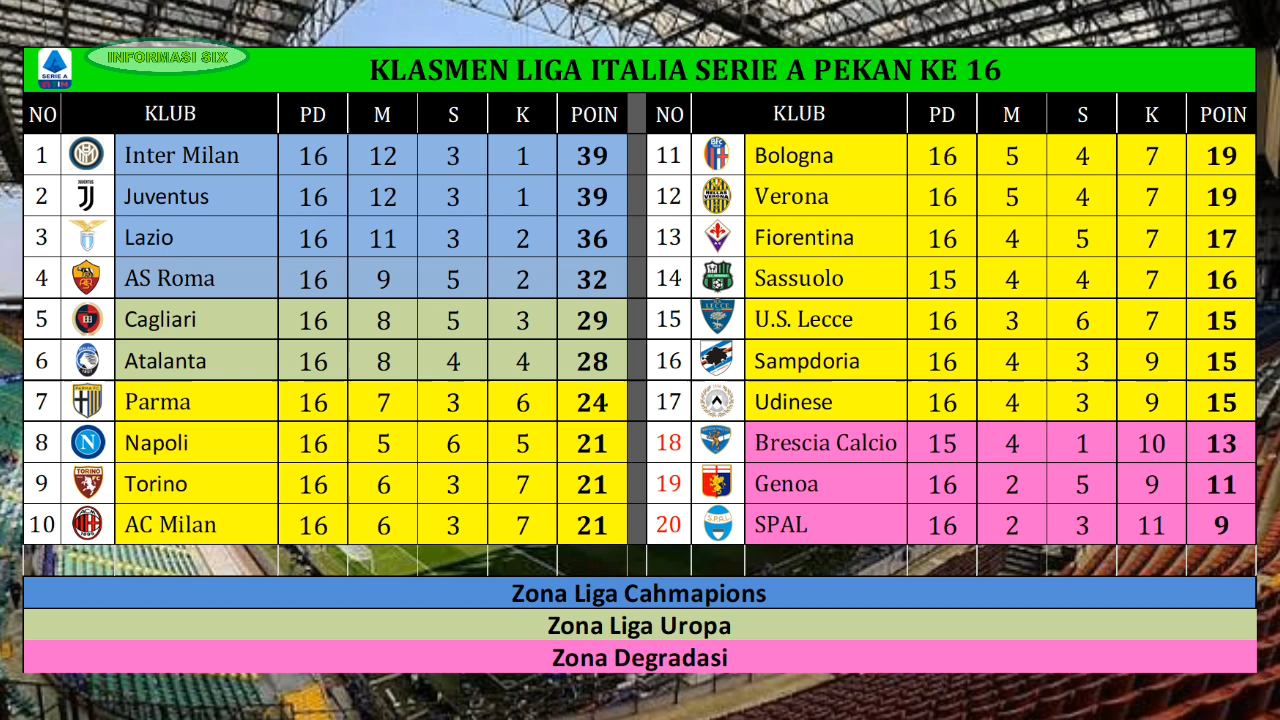 INFORMASI SIX
SERIE A
KLASMEN LIGA ITALIA SERIE A PEKAN KE 16
NO KLUB PD M S K POIN NO KLUB PD M S K POIN
1 Inter Milan 16 12 3 1 39 11 Bologna 16 5 4 7 19
2 Juventus 16 12 3 1 39 12 Verona 16 5 4 7 19
3 Lazio 16 11 3 2 36 13 Fiorentina 16 4 5 7 17
4 AS Roma 16 9 5 2 32 14 Sassuolo 15 4 4 7 16
5 Cagliari 16 8 5 3 29 15 U.S. Lecce 16 3 6 7 15
6 Atalanta 16 8 4 4 28 16 Sampdoria 16 4 3 9 15
7 Parma 16 7 3 6 24 17 Udinese 16 4 3 9 15
8 Napoli 16 5 6 5 21 18 Brescia Calcio 15 4 1 10 13
9 Torino 16 6 3 7 21 19 Genoa 16 2 5 9 11
10 AC Milan 16 6 3 7 21 20 SPAL 16 2 3 11 9
Zona Liga Cahmapions
Zona Liga Uropa
Zona Degradasi